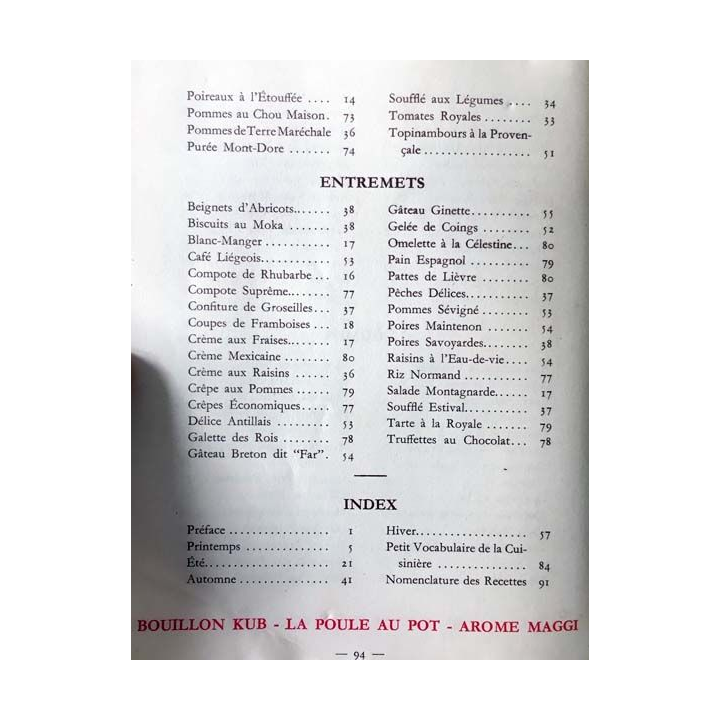 Poireaux à l'Étouffée .... 14
Pommes au Chou Maison. 73
Pommes de Terre Maréchale 36
Purée Mont-Dore ....... 74
Soufflé aux Légumes .... 34
Tomates Royales ........ 33
Topinambours à la Proven-
çale.................. 51
ENTREMETS
Beignets d'Abricots....... 38
Biscuits au Moka ........ 38
Blanc-Manger ........... 17
Café Liégeois............ 53
Compote de Rhubarbe ... 16
Compote Suprême....... 77
Confiture de Groseilles... 37
Coupes de Framboises ... 18
Crème aux Fraises....... 17
Crème Mexicaine ....... 80
Crème aux Raisins ...... 36
Crêpe aux Pommes ..... 79
Crêpes Économiques..... 77
Délice Antillais ......... 53
Galette des Rois ........ 78
Gâteau Breton dit "Far". 54
Gâteau Ginette.......... 55
Gelée de Coings ........ 52
Omelette à la Célestine... 80
Pain Espagnol .......... 79
Pattes de Lièvre ........ 80
Pêches Délices........... 37
Pommes Sévigné ........ 53
Poires Maintenon ....... 54
Poires Savoyardes........ 38
Raisins à l'Eau-de-vie.... 54
Riz Normand .......... 77
Salade Montagnarde...... 17
Soufflé Estival........... 37
Tarte à la Royale ....... 79
Truffettes au Chocolat... 78
INDEX
Préface ................. 1
Printemps .............. 5
Été..................... 21
Automne ............... 41
Hiver................... 57
Petit Vocabulaire de la Cui-
sinière ............... 84
Nomenclature des Recettes 91
BOUILLON KUB - LA POULE AU POT - AROME MAGGI
— 94 —